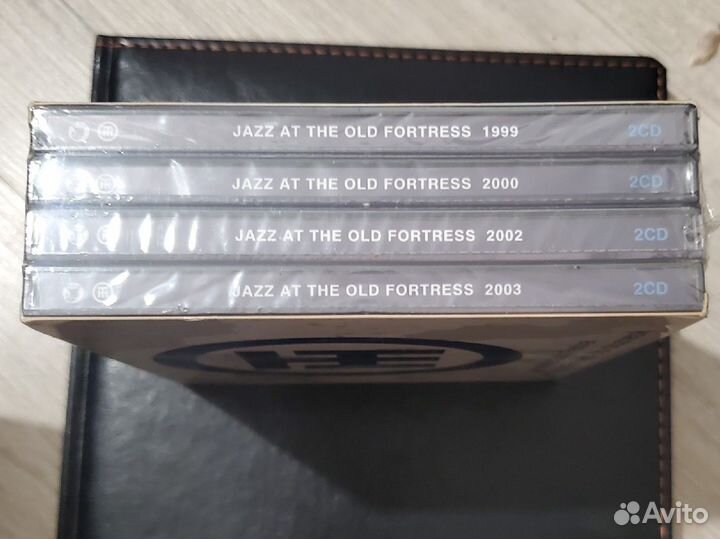 JAZZ AT THE OLD FORTRESS 1999 2CD
JAZZ AT THE OLD FORTRESS 2000 2CD
JAZZ AT THE OLD FORTRESS 2002 2CD
JAZZ AT THE OLD FORTRESS 2003 2CD
Avito